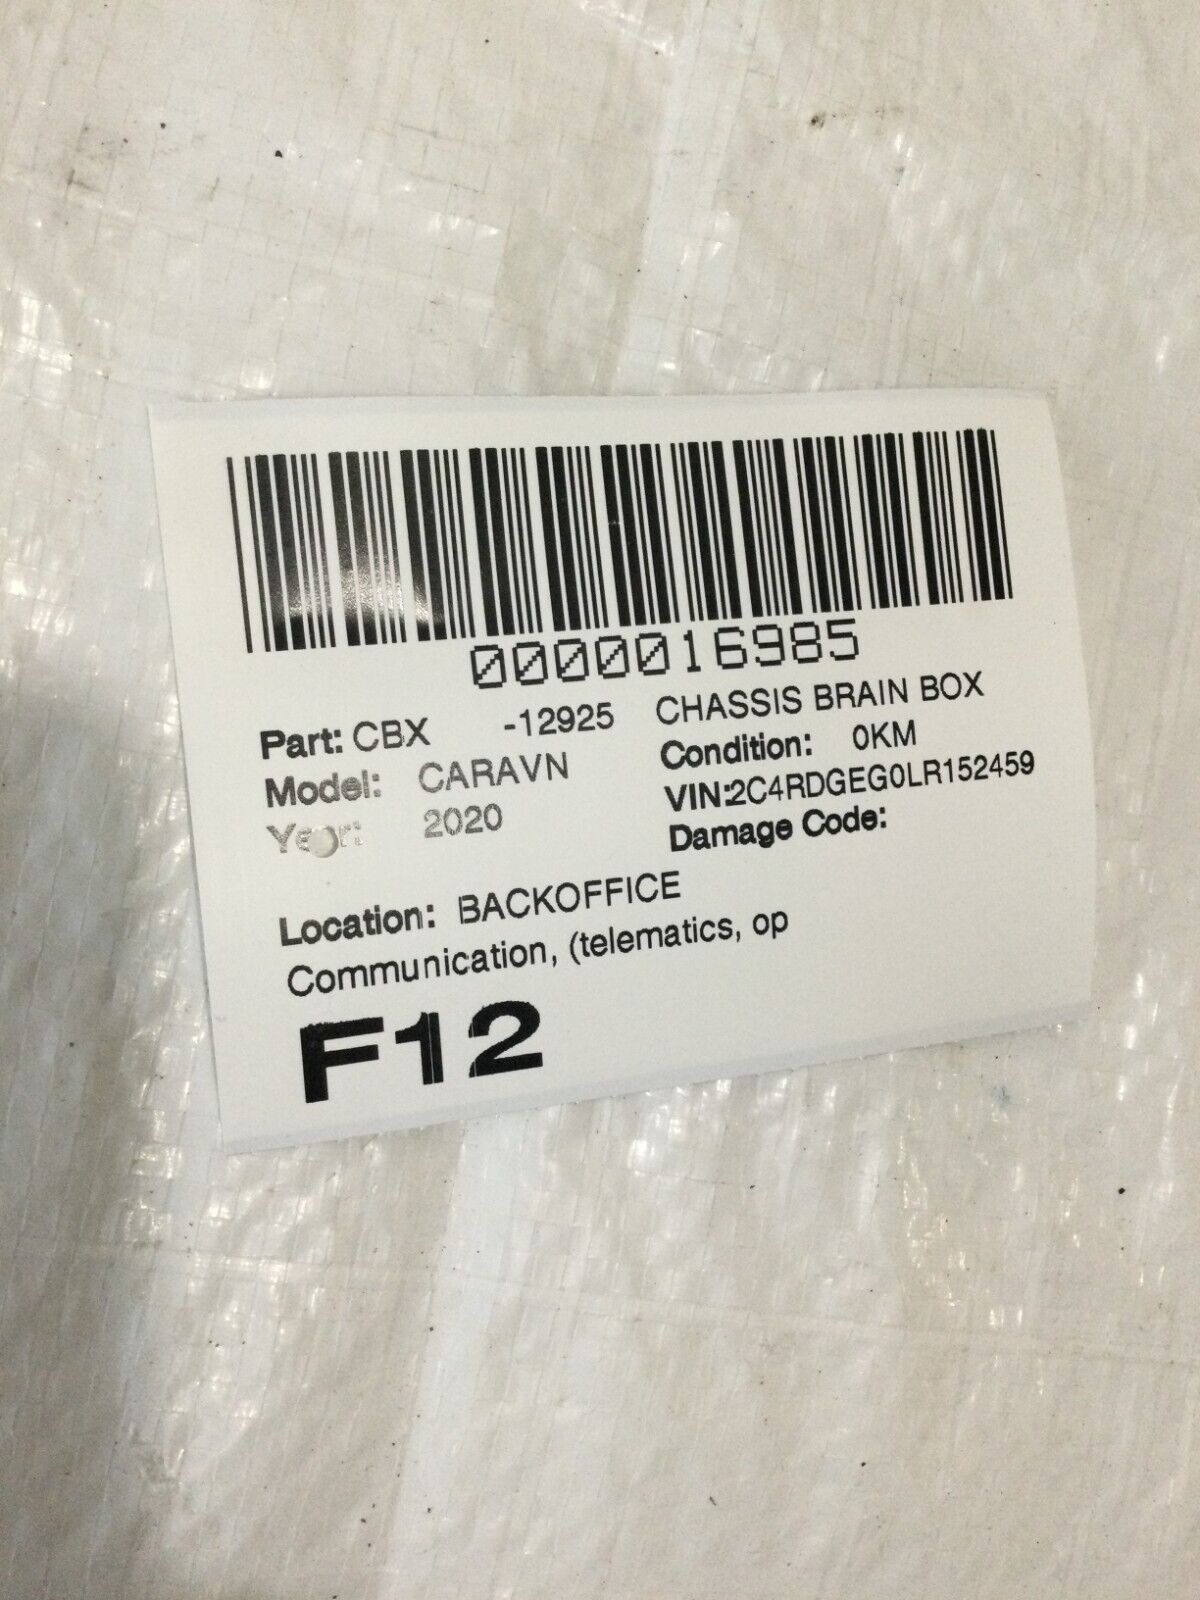 0000016985
Part: CBX -12925 CHASSIS BRAIN BOX
Model: CARAVN Condition: 0KM
Year: 2020 VIN:2C4RDGEG0LR152459
Damage Code:
Location: BACKOFFICE
Communication, (telematics, op
F12